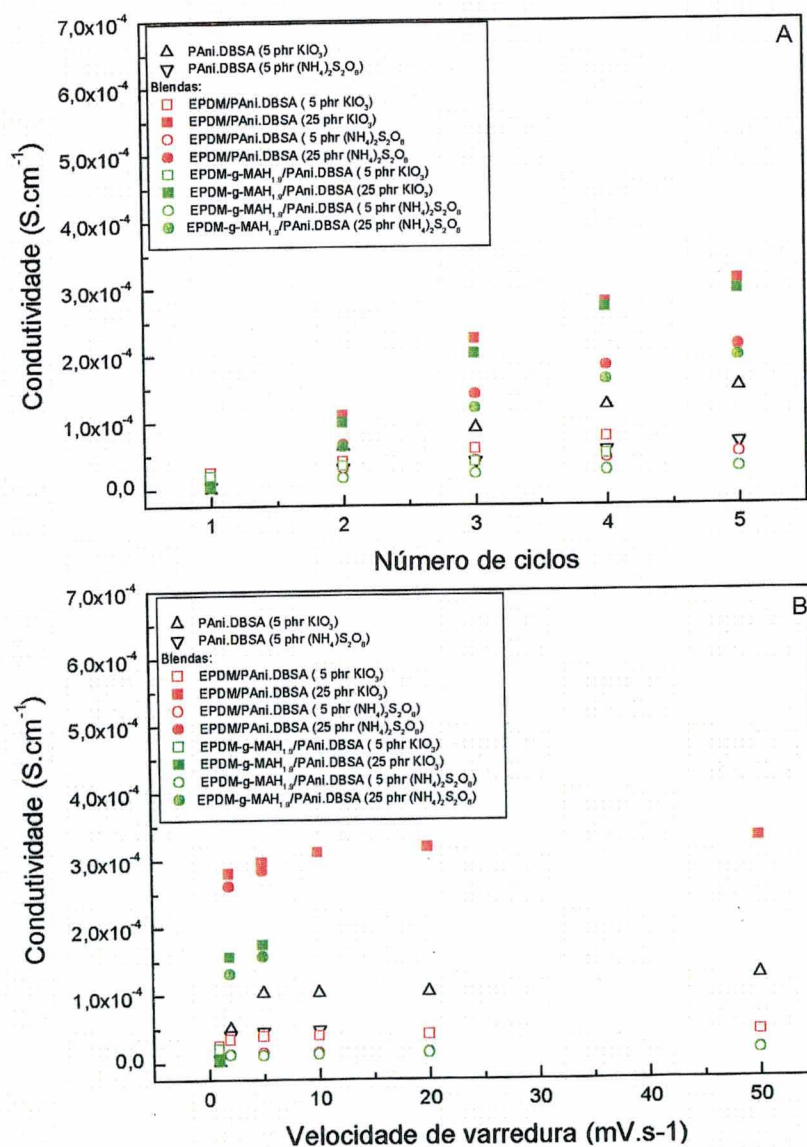 A
7,0x10⁻⁴
6,0x10⁻⁴
5,0x10⁻⁴
4,0x10⁻⁴
3,0x10⁻⁴
2,0x10⁻⁴
1,0x10⁻⁴
0,0
Condutividade (S.cm⁻¹)
PAni.DBSA (5 phr KIO₃)
PAni.DBSA (5 phr (NH₄)₂S₂O₈)
Blendas:
EPDM/PAni.DBSA ( 5 phr KIO₃)
EPDM/PAni.DBSA (25 phr KIO₃)
EPDM/PAni.DBSA ( 5 phr (NH₄)₂S₂O₈
EPDM/PAni.DBSA (25 phr (NH₄)₂S₂O₈
EPDM-g-MAH₁.₉/PAni.DBSA ( 5 phr KIO₃)
EPDM-g-MAH₁.₉/PAni.DBSA (25 phr KIO₃)
EPDM-g-MAH₁.₉/PAni.DBSA ( 5 phr (NH₄)₂S₂O₈
EPDM-g-MAH₁.₉/PAni.DBSA (25 phr (NH₄)₂S₂O₈
1 2 3 4 5
Número de ciclos
B
7,0x10⁻⁴
6,0x10⁻⁴
5,0x10⁻⁴
4,0x10⁻⁴
3,0x10⁻⁴
2,0x10⁻⁴
1,0x10⁻⁴
0,0
Condutividade (S.cm⁻¹)
PAni.DBSA (5 phr KIO₃)
PAni.DBSA (5 phr (NH₄)S₂O₈)
Blendas:
EPDM/PAni.DBSA ( 5 phr KIO₃)
EPDM/PAni.DBSA (25 phr KIO₃)
EPDM/PAni.DBSA ( 5 phr (NH₄)₂S₂O₈)
EPDM/PAni.DBSA (25 phr (NH₄)₂S₂O₈)
EPDM-g-MAH₁.₉/PAni.DBSA ( 5 phr KIO₃)
EPDM-g-MAH₁.₉/PAni.DBSA (25 phr KIO₃)
EPDM-g-MAH₁.₉/PAni.DBSA ( 5 phr (NH₄)₂S₂O₈)
EPDM-g-MAH₁.₉/PAni.DBSA (25 phr (NH₄)₂S₂O₈)
0 10 20 30 40 50
Velocidade de varredura (mV.s-1)